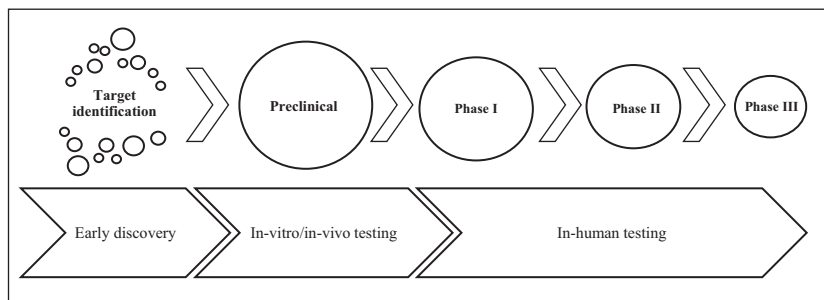 Target
identification
Preclinical
Phase I
Phase II
Phase III
Early discovery
In-vitro/in-vivo testing
In-human testing